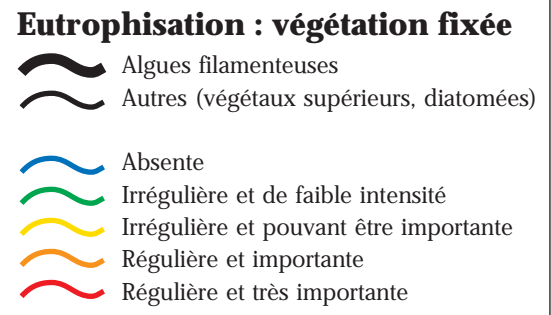 Eutrophisation : végétation fixée
Algues filamenteuses
Autres (végétaux supérieurs, diatomées)
Absente
Irrégulière et de faible intensité
Irrégulière et pouvant être importante
Régulière et importante
Régulière et très importante